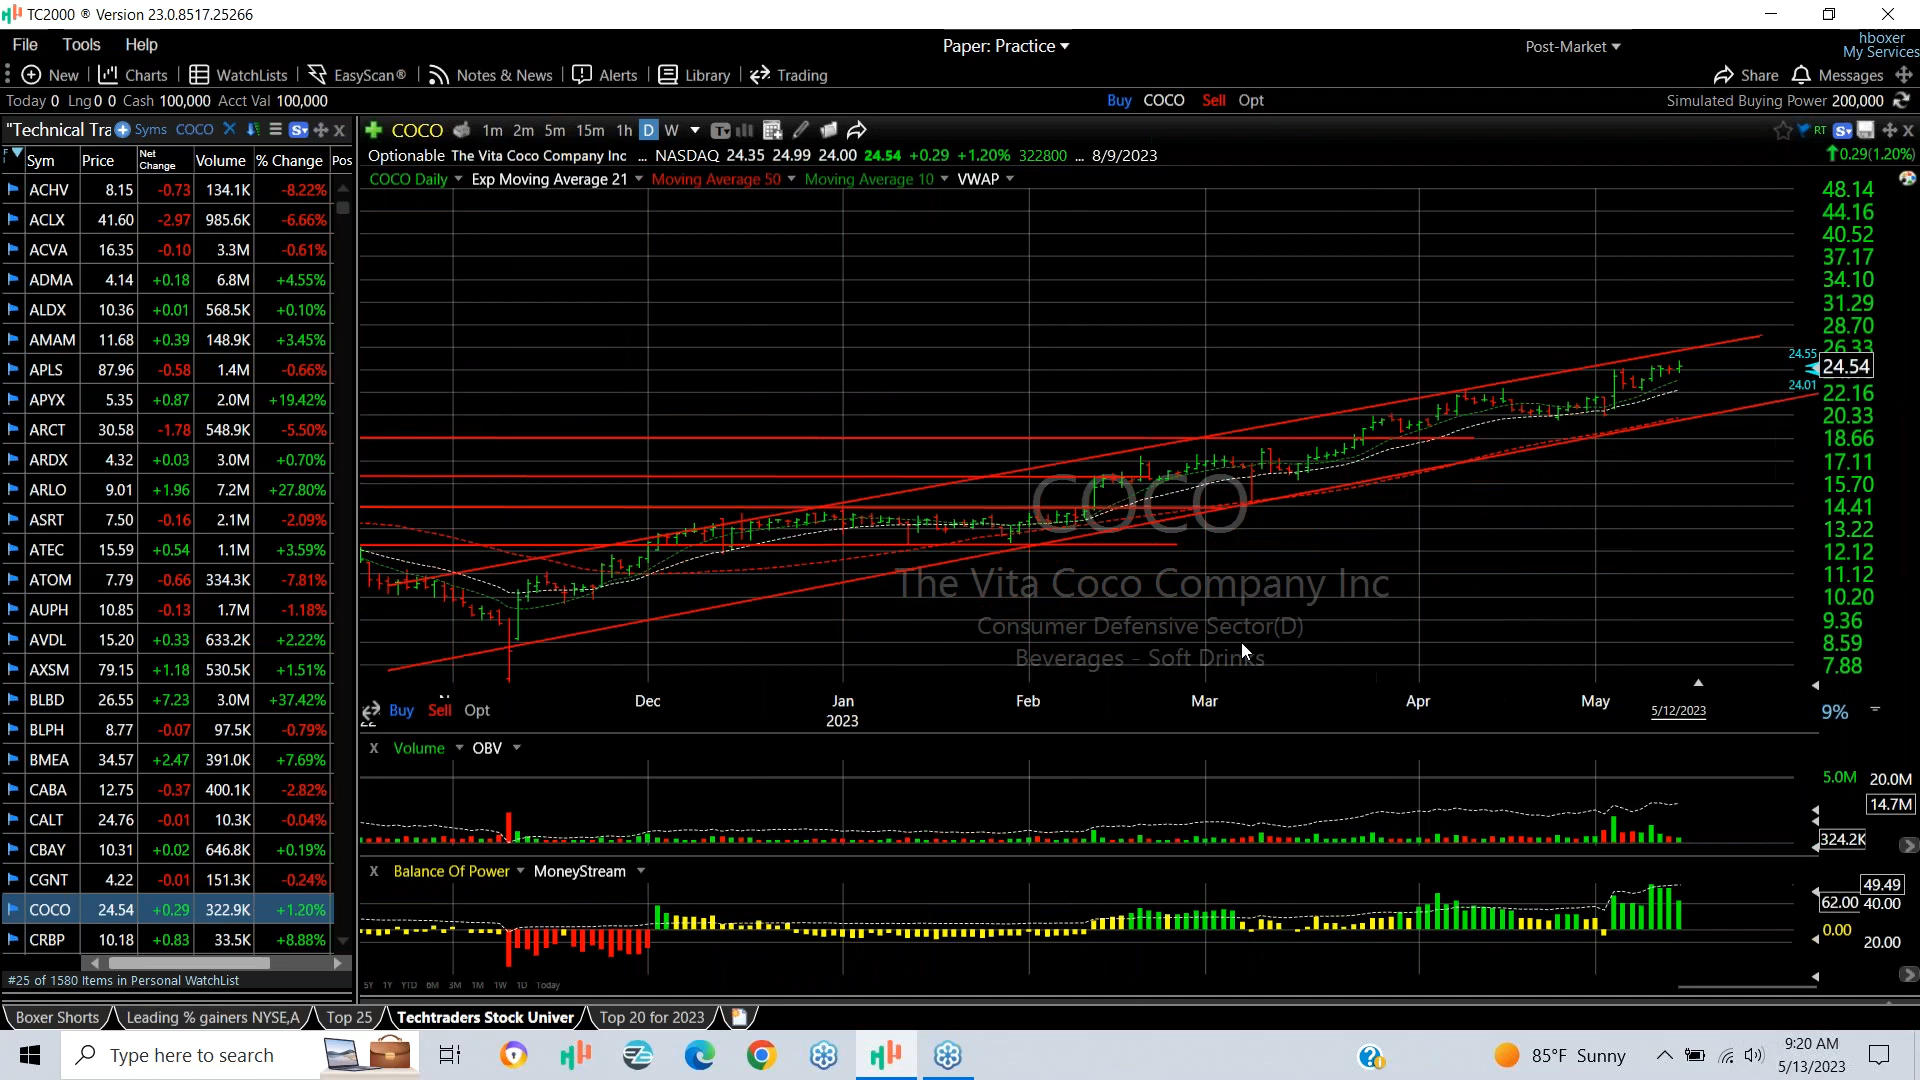 TC2000 ® Version 23.0.8517.25266
File Tools Help
Paper: Practice
Post-Market
hboxer
My Services
New Charts WatchLists EasyScan® Notes & News Alerts Library Trading
Share Messages
Today 0 Lng 0 0 Cash 100,000 Acct Val 100,000
Buy COCO Sell Opt
Simulated Buying Power 200,000
"Technical Tra Syms COCO
COCO 1m 2m 5m 15m 1h D W
RT
Sym Price Net Change Volume % Change Pos
Optionable The Vita Coco Company Inc ... NASDAQ 24.35 24.99 24.00 24.54 +0.29 +1.20% 322800 ... 8/9/2023
0.29(1.20%)
COCO Daily Exp Moving Average 21 Moving Average 50 Moving Average 10 VWAP
ACHV 8.15 -0.73 134.1K -8.22%
ACLX 41.60 -2.97 985.6K -6.66%
ACVA 16.35 -0.10 3.3M -0.61%
ADMA 4.14 +0.18 6.8M +4.55%
ALDX 10.36 +0.01 568.5K +0.10%
AMAM 11.68 +0.39 148.9K +3.45%
APLS 87.96 -0.58 1.4M -0.66%
APYX 5.35 +0.87 2.0M +19.42%
ARCT 30.58 -1.78 548.9K -5.50%
ARDX 4.32 +0.03 3.0M +0.70%
ARLO 9.01 +1.96 7.2M +27.80%
ASRT 7.50 -0.16 2.1M -2.09%
ATEC 15.59 +0.54 1.1M +3.59%
ATOM 7.79 -0.66 334.3K -7.81%
AUPH 10.85 -0.13 1.7M -1.18%
AVDL 15.20 +0.33 633.2K +2.22%
AXSM 79.15 +1.18 530.5K +1.51%
BLBD 26.55 +7.23 3.0M +37.42%
BLPH 8.77 -0.07 97.5K -0.79%
BMEA 34.57 +2.47 391.0K +7.69%
CABA 12.75 -0.37 400.1K -2.82%
CALT 24.76 -0.01 10.3K -0.04%
CBAY 10.31 +0.02 646.8K +0.19%
CGNT 4.22 -0.01 151.3K -0.24%
COCO 24.54 +0.29 322.9K +1.20%
CRBP 10.18 +0.83 33.5K +8.88%
#25 of 1580 Items in Personal WatchList
48.14
44.16
40.52
37.17
34.10
31.29
28.70
26.33
24.55
24.54
24.01
22.16
20.33
18.66
17.11
15.70
14.41
13.22
12.12
11.12
10.20
9.36
8.59
7.88
COCO
The Vita Coco Company Inc
Consumer Defensive Sector(D)
Beverages - Soft Drinks
Dec Jan Feb Mar Apr May
2023
5/12/2023
Buy Sell Opt
9%
X Volume OBV
5.0M 20.0M
14.7M
324.2K
X Balance Of Power MoneyStream
49.49
62.00 40.00
0.00
20.00
5Y 1Y YTD 6M 3M 1M 1W 1D Today
Boxer Shorts Leading % gainers NYSE,A Top 25 Techtraders Stock Univer Top 20 for 2023
Type here to search
85°F Sunny
9:20 AM
5/13/2023